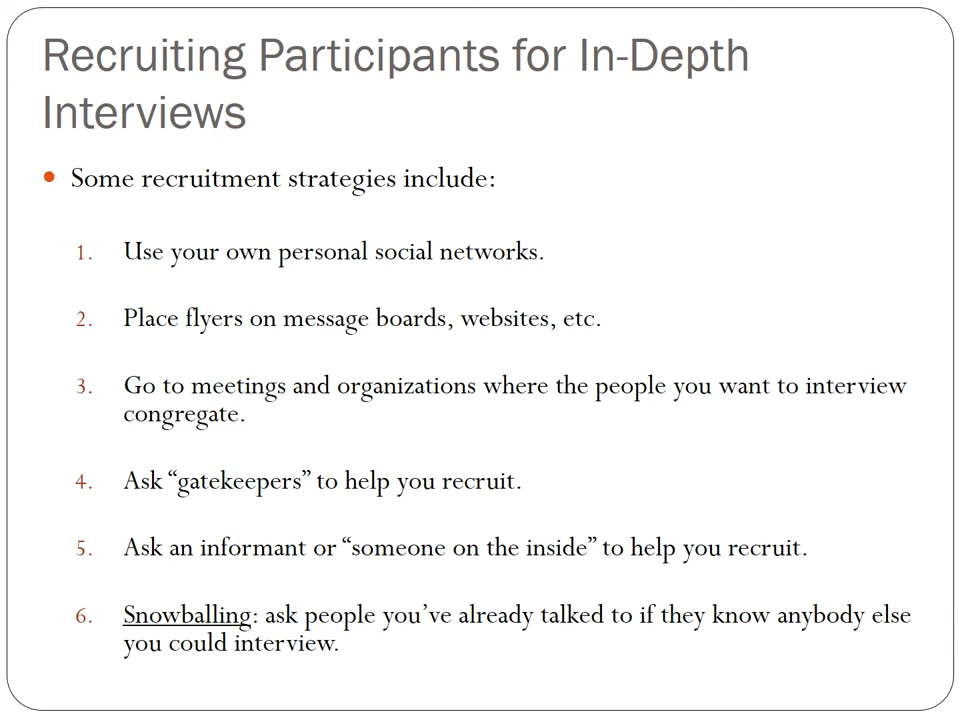 Recruiting Participants for In-Depth
Interviews
• Some recruitment strategies include:
1. Use your own personal social networks.
2. Place flyers on message boards, websites, etc.
3. Go to meetings and organizations where the people you want to interview
congregate.
4. Ask “gatekeepers” to help you recruit.
5. Ask an informant or “someone on the inside” to help you recruit.
6. Snowballing: ask people you’ve already talked to if they know anybody else
you could interview.